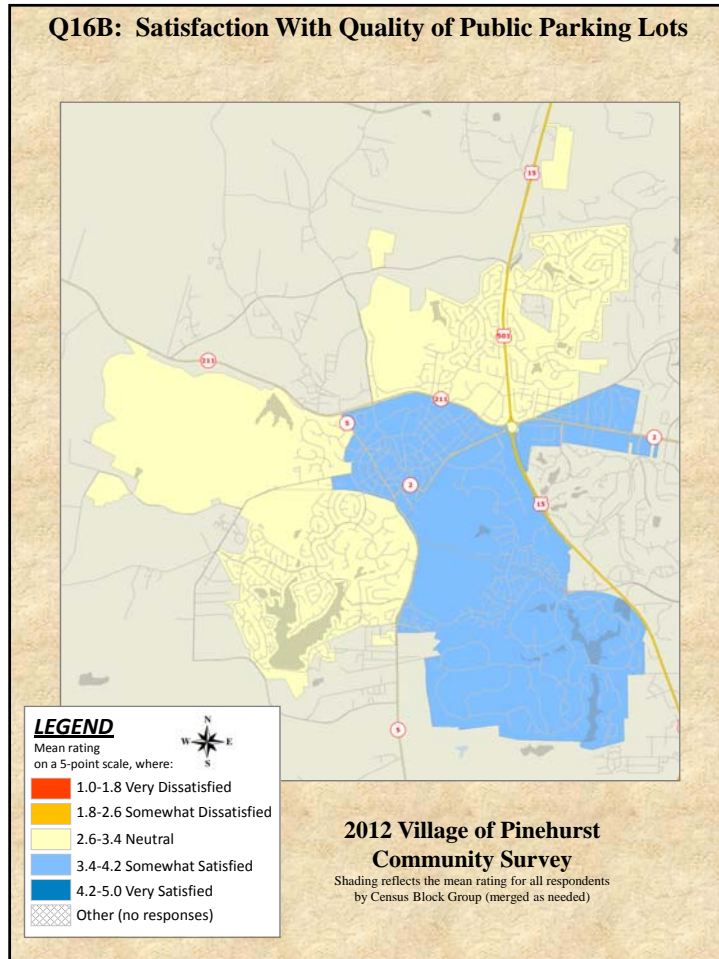 Q16B:  Satisfaction With Quality of Public Parking Lots
15
501
211
211
5
2
2
15
5
LEGEND
Mean rating
on a 5-point scale, where:
N
W E
S
1.0-1.8 Very Dissatisfied
1.8-2.6 Somewhat Dissatisfied
2.6-3.4 Neutral
3.4-4.2 Somewhat Satisfied
4.2-5.0 Very Satisfied
Other (no responses)
2012 Village of Pinehurst
Community Survey
Shading reflects the mean rating for all respondents
by Census Block Group (merged as needed)